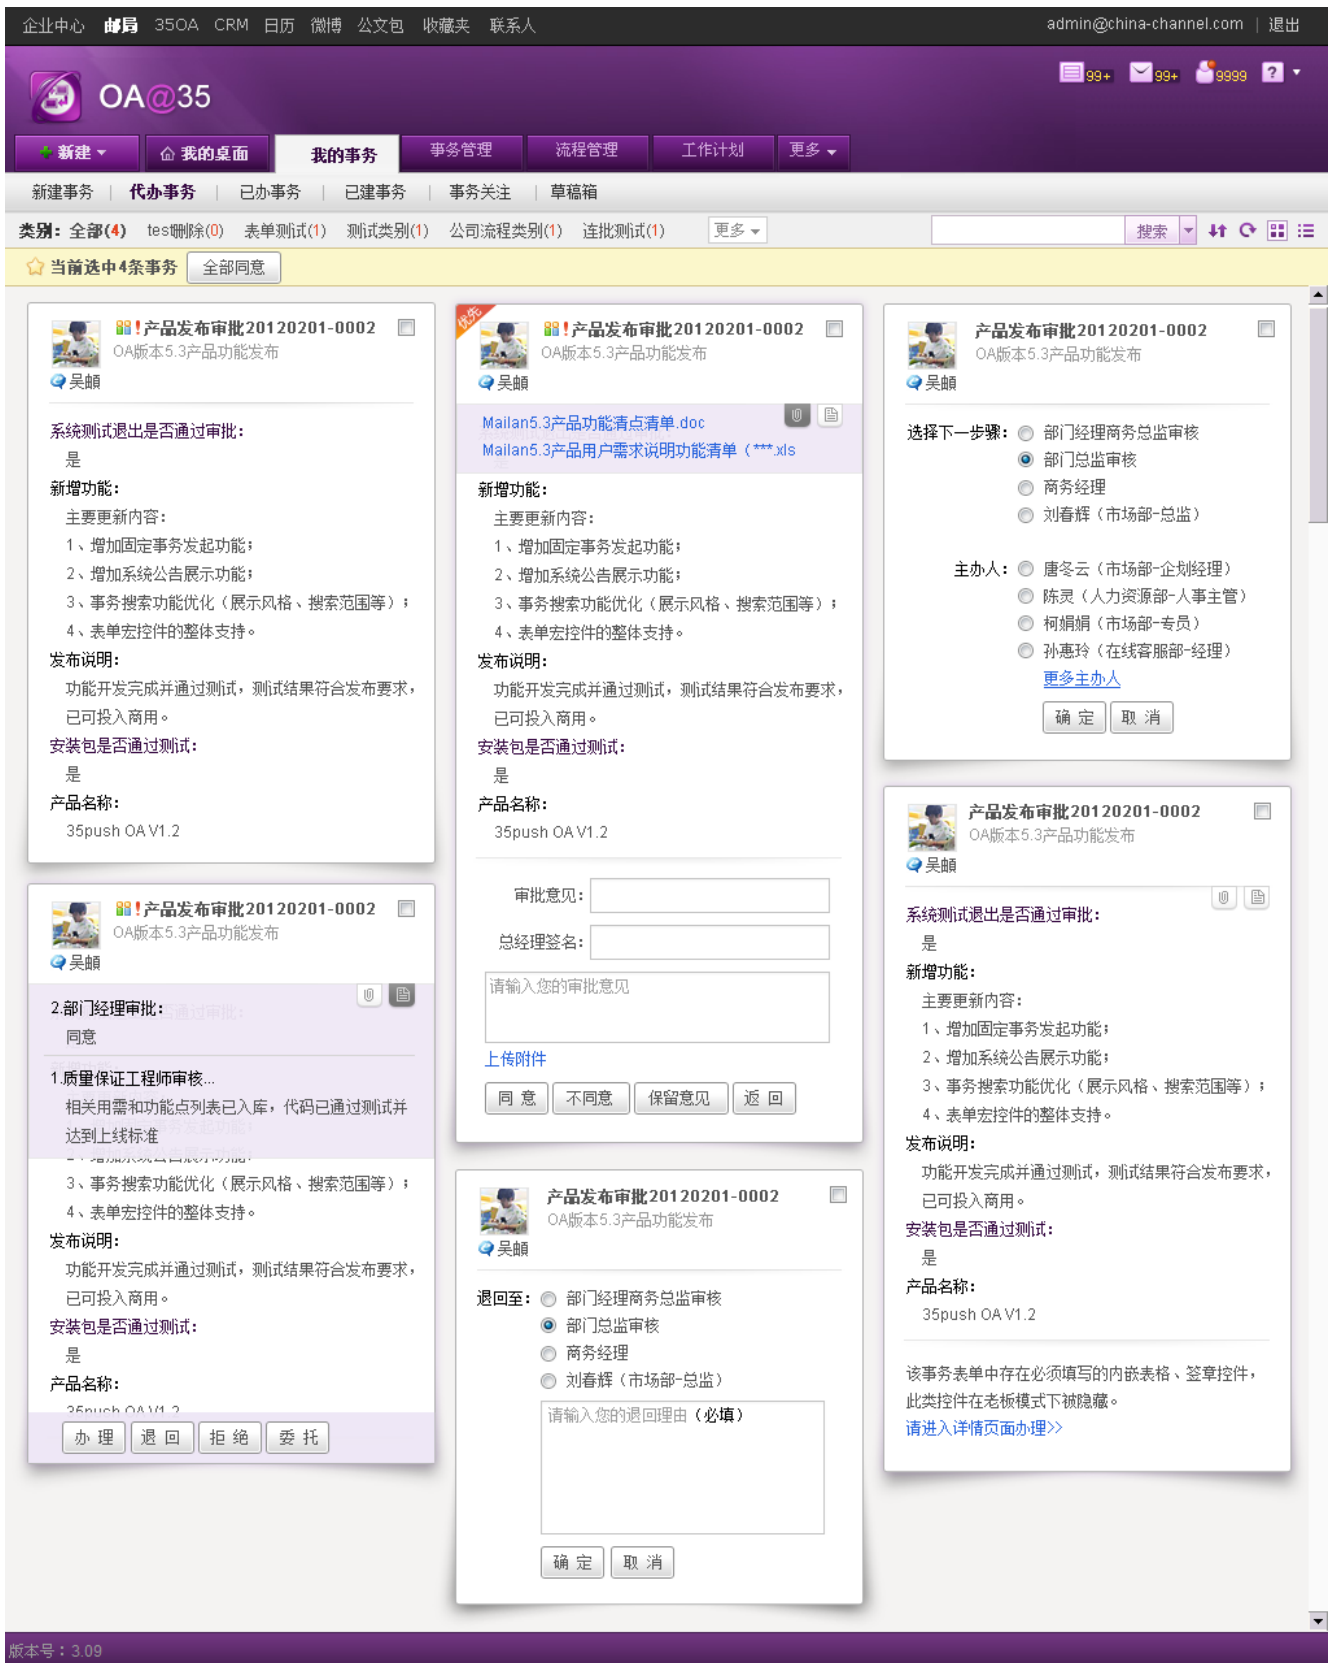 企业中心 邮局 35OA CRM 日历 微博 公文包 收藏夹 联系人 admin@china-channel.com | 退出
OA@35
99+ 99+ 9999 ?
新建 我的桌面 我的事务 事务管理 流程管理 工作计划 更多
新建事务 | 代办事务 | 已办事务 | 已建事务 | 事务关注 | 草稿箱
类别：全部(4) test删除(0) 表单测试(1) 测试类别(1) 公司流程类别(1) 连批测试(1) 更多 搜索
当前选中4条事务 全部同意
产品发布审批20120201-0002
OA版本5.3产品功能发布
吴頔
系统测试退出是否通过审批：
是
新增功能：
主要更新内容：
1、增加固定事务发起功能；
2、增加系统公告展示功能；
3、事务搜索功能优化（展示风格、搜索范围等）；
4、表单宏控件的整体支持。
发布说明：
功能开发完成并通过测试，测试结果符合发布要求，
已可投入商用。
安装包是否通过测试：
是
产品名称：
35push OA V1.2
产品发布审批20120201-0002
OA版本5.3产品功能发布
吴頔
2.部门经理审批：
同意
1.质量保证工程师审核...
相关用需和功能点列表已入库，代码已通过测试并
达到上线标准
2、增加系统公告展示功能；
3、事务搜索功能优化（展示风格、搜索范围等）；
4、表单宏控件的整体支持。
发布说明：
功能开发完成并通过测试，测试结果符合发布要求，
已可投入商用。
安装包是否通过测试：
是
产品名称：
35push OA V1.2
办 理 退 回 拒 绝 委 托
优先
产品发布审批20120201-0002
OA版本5.3产品功能发布
吴頔
Mailan5.3产品功能清点清单.doc
Mailan5.3产品用户需求说明功能清单（***.xls
新增功能：
主要更新内容：
1、增加固定事务发起功能；
2、增加系统公告展示功能；
3、事务搜索功能优化（展示风格、搜索范围等）；
4、表单宏控件的整体支持。
发布说明：
功能开发完成并通过测试，测试结果符合发布要求，
已可投入商用。
安装包是否通过测试：
是
产品名称：
35push OA V1.2
审批意见：
总经理签名：
请输入您的审批意见
上传附件
同 意 不同意 保留意见 返 回
产品发布审批20120201-0002
OA版本5.3产品功能发布
吴頔
退回至： 部门经理商务总监审核
部门总监审核
商务经理
刘春辉（市场部-总监）
请输入您的退回理由（必填）
确 定 取 消
产品发布审批20120201-0002
OA版本5.3产品功能发布
吴頔
选择下一步骤： 部门经理商务总监审核
部门总监审核
商务经理
刘春辉（市场部-总监）
主办人： 唐冬云（市场部-企划经理）
陈灵（人力资源部-人事主管）
柯娟娟（市场部-专员）
孙惠玲（在线客服部-经理）
更多主办人
确 定 取 消
产品发布审批20120201-0002
OA版本5.3产品功能发布
吴頔
系统测试退出是否通过审批：
是
新增功能：
主要更新内容：
1、增加固定事务发起功能；
2、增加系统公告展示功能；
3、事务搜索功能优化（展示风格、搜索范围等）；
4、表单宏控件的整体支持。
发布说明：
功能开发完成并通过测试，测试结果符合发布要求，
已可投入商用。
安装包是否通过测试：
是
产品名称：
35push OA V1.2
该事务表单中存在必须填写的内嵌表格、签章控件，
此类控件在老板模式下被隐藏。
请进入详情页面办理>>
版本号：3.09